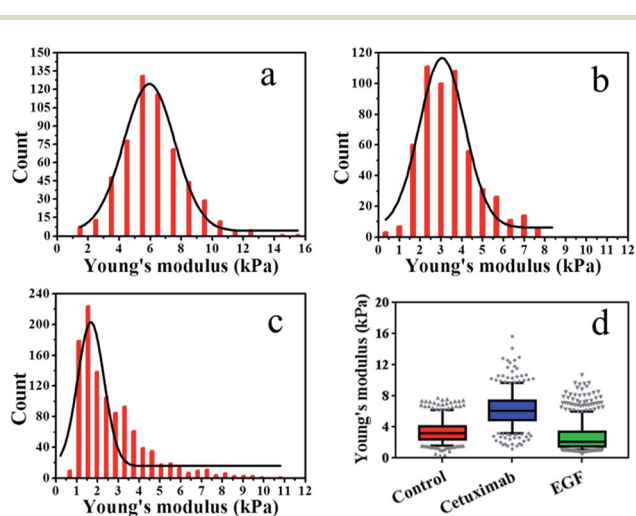 a
150
135
120
105
90
75
60
45
30
15
0
Count
0 2 4 6 8 10 12 14 16
Young's modulus (kPa)
b
120
100
80
60
40
20
0
Count
0 1 2 3 4 5 6 7 8 9 10 11 12
Young's modulus (kPa)
c
240
200
160
120
80
40
0
Count
0 1 2 3 4 5 6 7 8 9 10 11 12
Young's modulus (kPa)
d
20
16
12
8
4
0
Young's modulus (kPa)
Control Cetuximab EGF